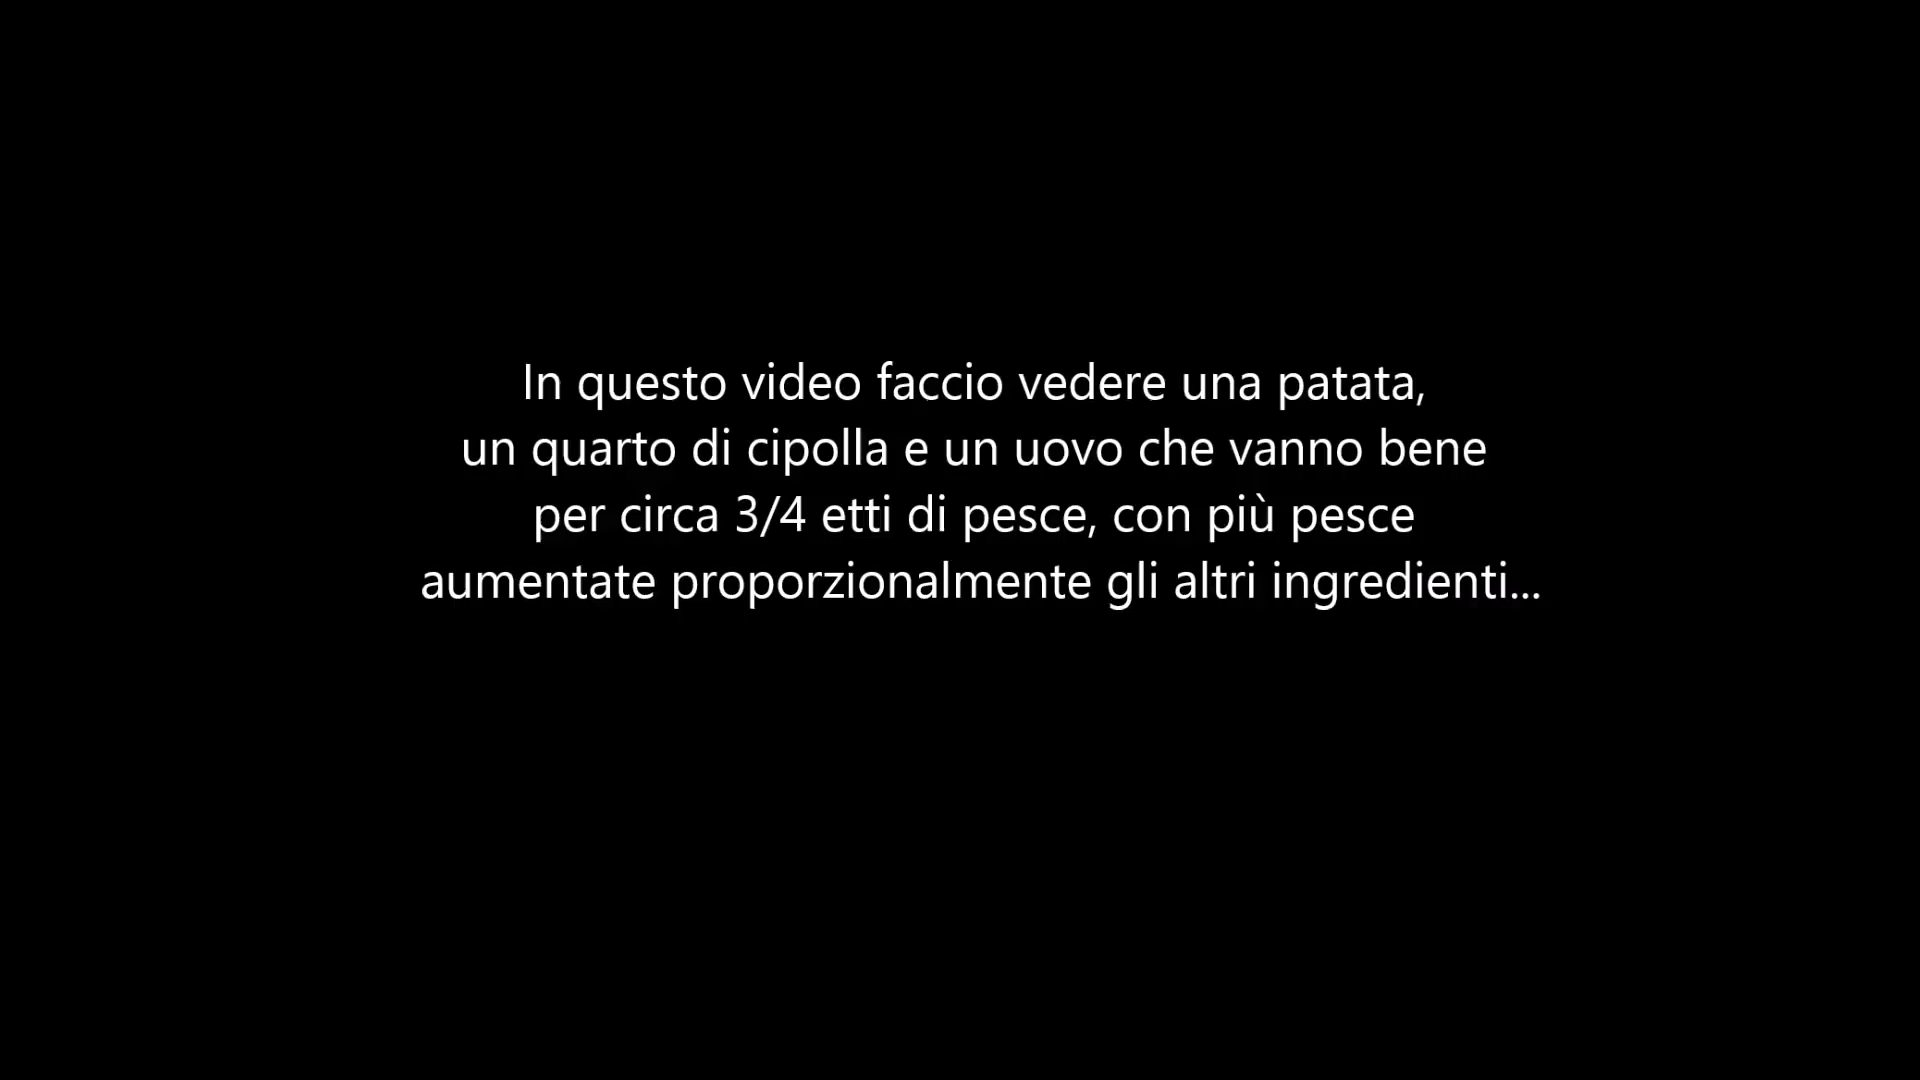 In questo video faccio vedere una patata,
un quarto di cipolla e un uovo che vanno bene
per circa 3/4 etti di pesce, con più pesce
aumentate proporzionalmente gli altri ingredienti...